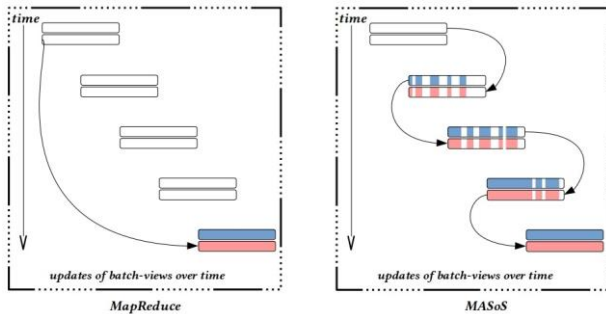 time
updates of batch-views over time
MapReduce
time
updates of batch-views over time
MASoS